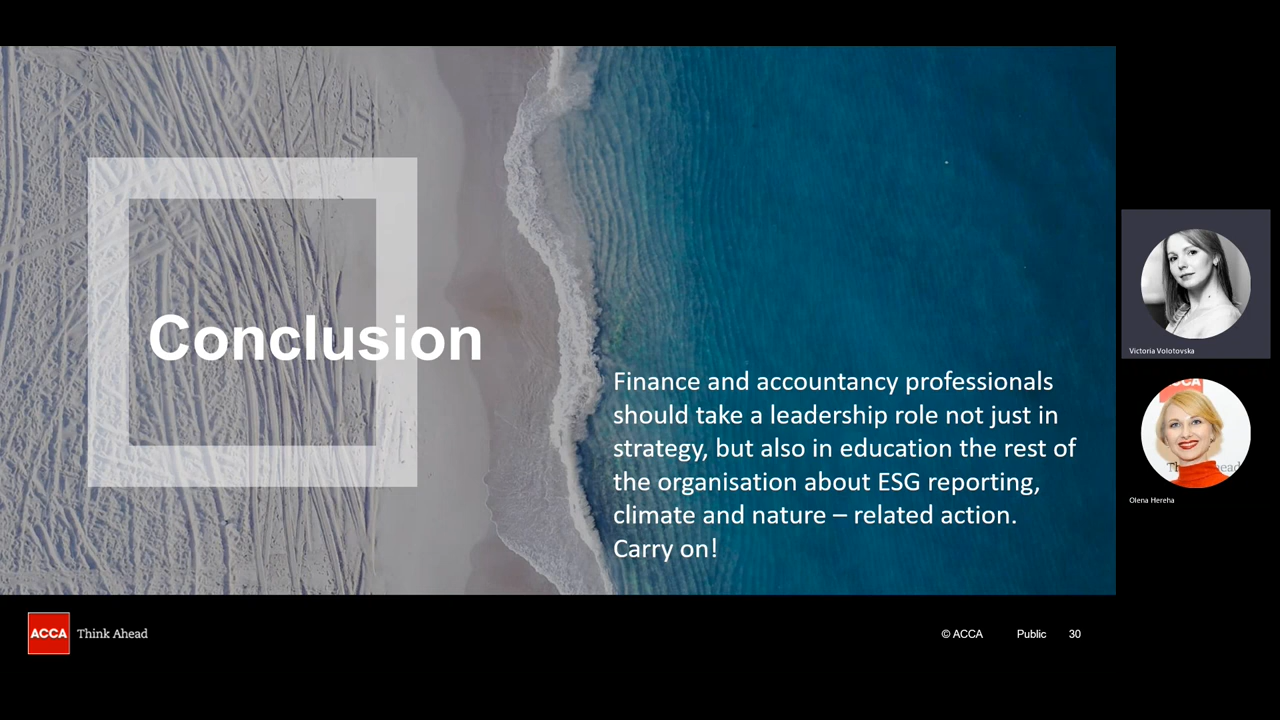 Conclusion
Finance and accountancy professionals
should take a leadership role not just in
strategy, but also in education the rest of
the organisation about ESG reporting,
climate and nature – related action.
Carry on!
Victoria Volotovska
ACCA
Olena Hereha
ACCA Think Ahead
© ACCA Public 30